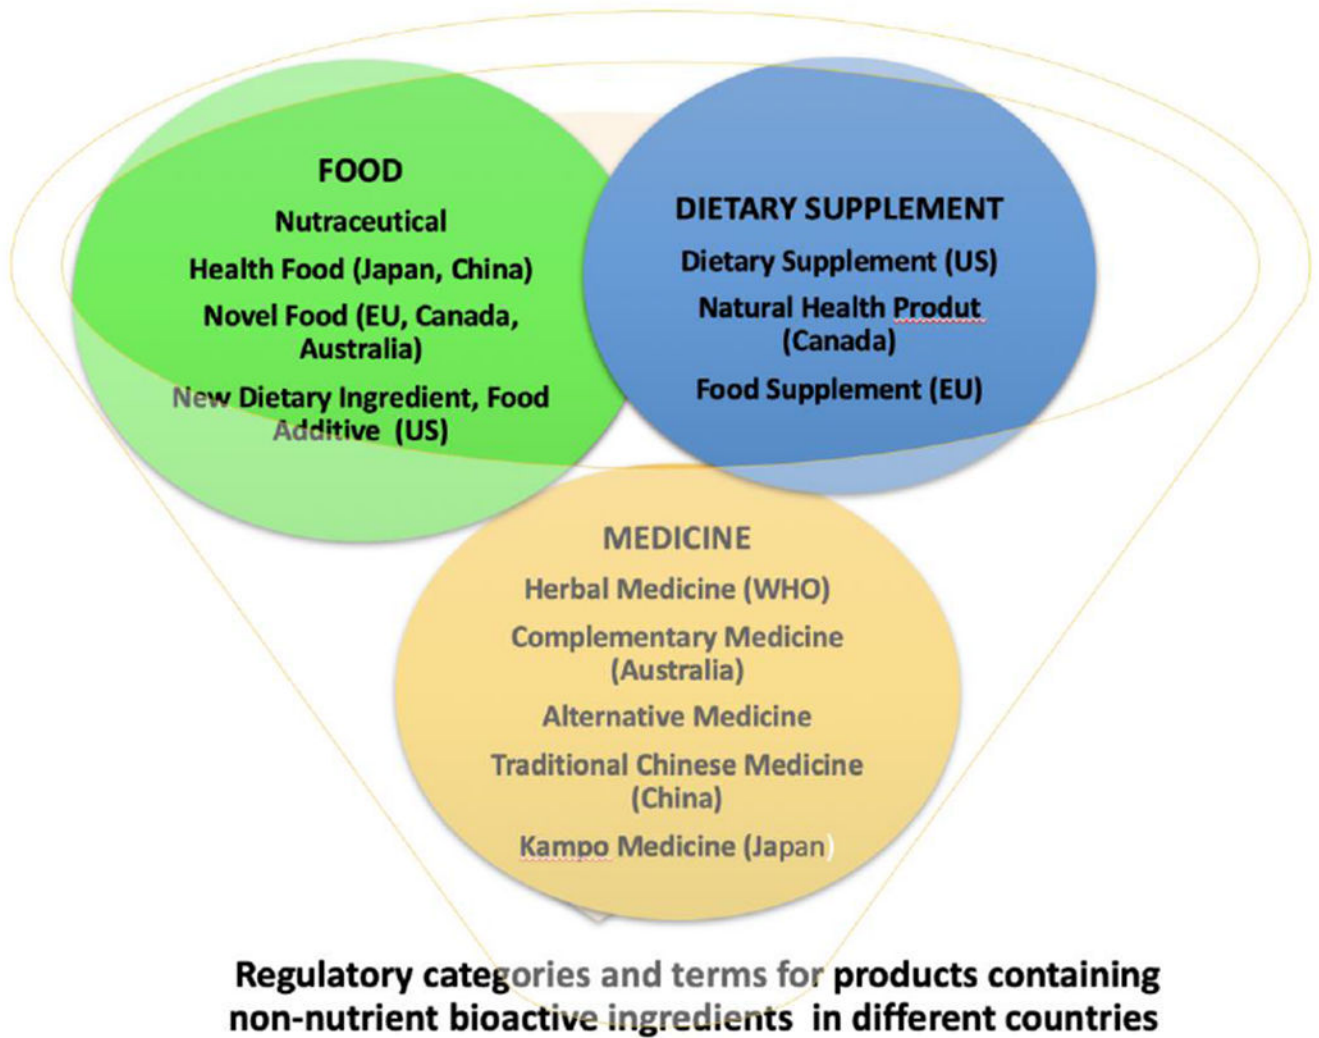 FOOD
Nutraceutical
Health Food (Japan, China)
Novel Food (EU, Canada,
Australia)
New Dietary Ingredient, Food
Additive (US)
DIETARY SUPPLEMENT
Dietary Supplement (US)
Natural Health Produt
(Canada)
Food Supplement (EU)
MEDICINE
Herbal Medicine (WHO)
Complementary Medicine
(Australia)
Alternative Medicine
Traditional Chinese Medicine
(China)
Kampo Medicine (Japan)
Regulatory categories and terms for products containing
non-nutrient bioactive ingredients in different countries